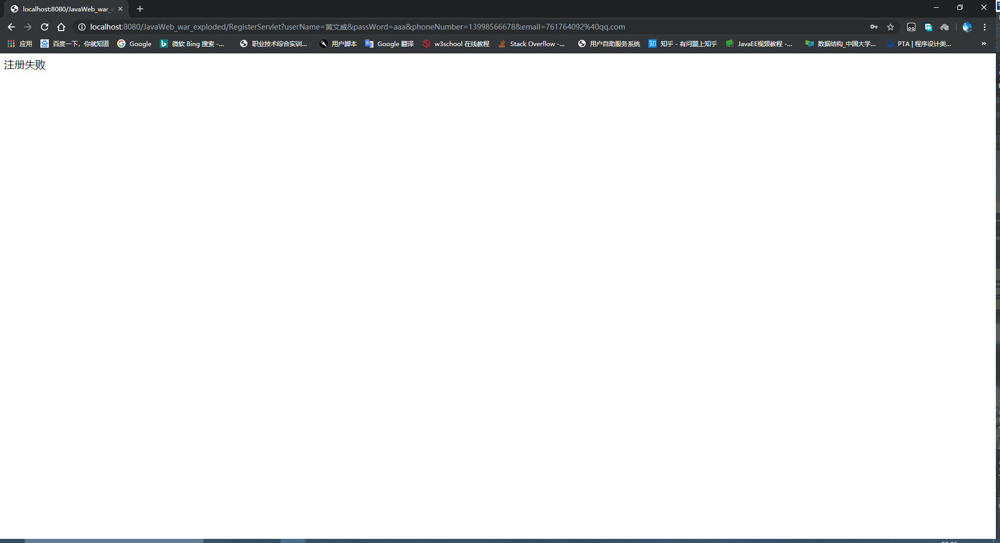 localhost:8080/JavaWeb_war_e
localhost:8080/JavaWeb_war_exploded/RegisterServlet?userName=黄文威&passWord=aaa&phoneNumber=13998566678&email=761764092%40qq.com
应用 百度一下，你就知道 Google 微软 Bing 搜索 -... 职业技术综合实训... 用户脚本 Google 翻译 w3school 在线教程 Stack Overflow -... 用户自助服务系统 知 知乎 - 有问题上知乎 JavaEE视频教程 -... 数据结构_中国大学... PTA | 程序设计类... »
注册失败